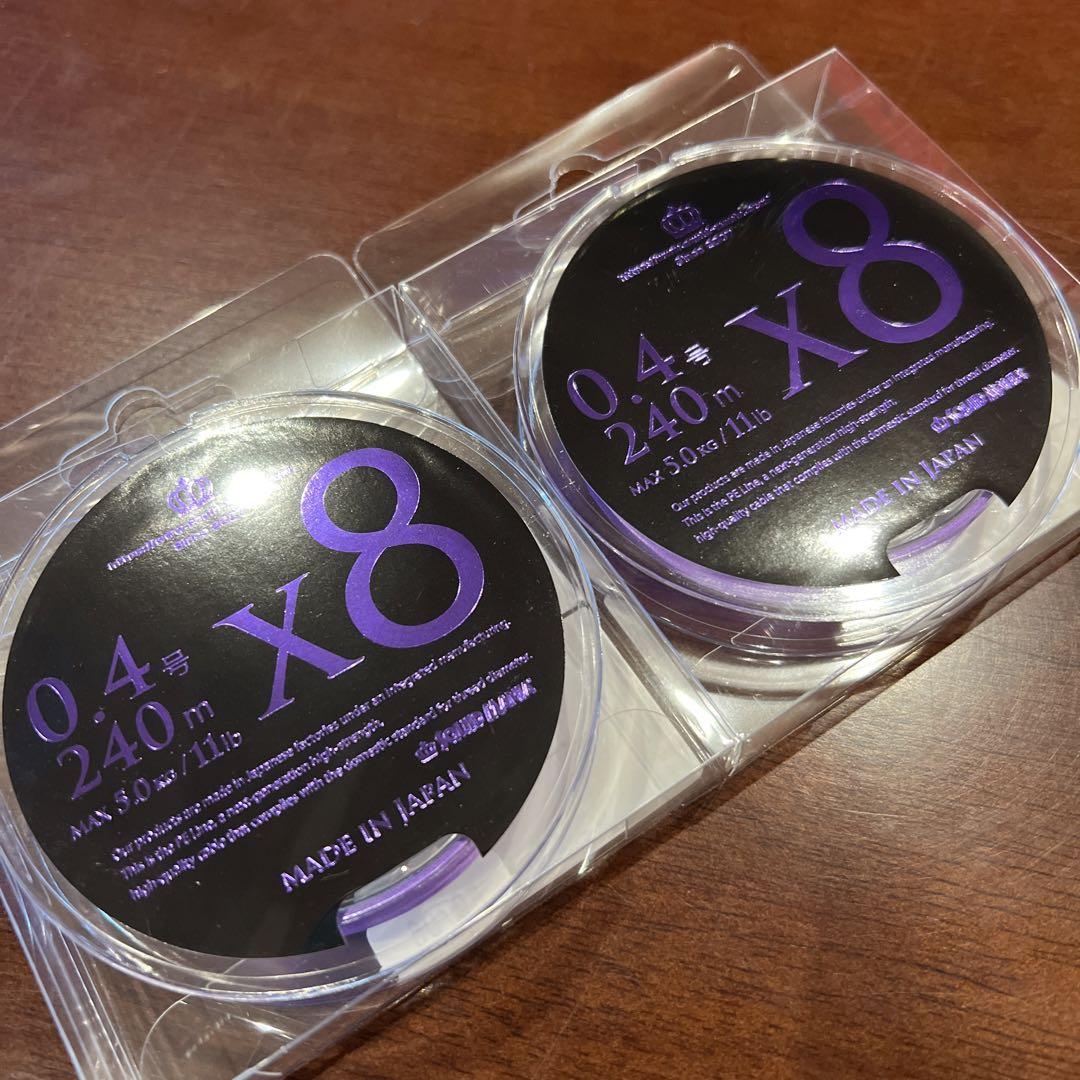 X8
0.4号
240m
MAX 5.0KG/11lb
Our products are made in Japanese factories under an integrated manufacturing.
This is the PE Line, a next-generation high-strength.
high-quality cable that complies with the domestic standard for thread diameter.
MADE IN JAPAN
X8
0.4号
240m
MAX 5.0KG/11lb
Our products are made in Japanese factories under an integrated manufacturing.
This is the PE Line, a next-generation high-strength.
high-quality cable that complies with the domestic standard for thread diameter.
MADE IN JAPAN